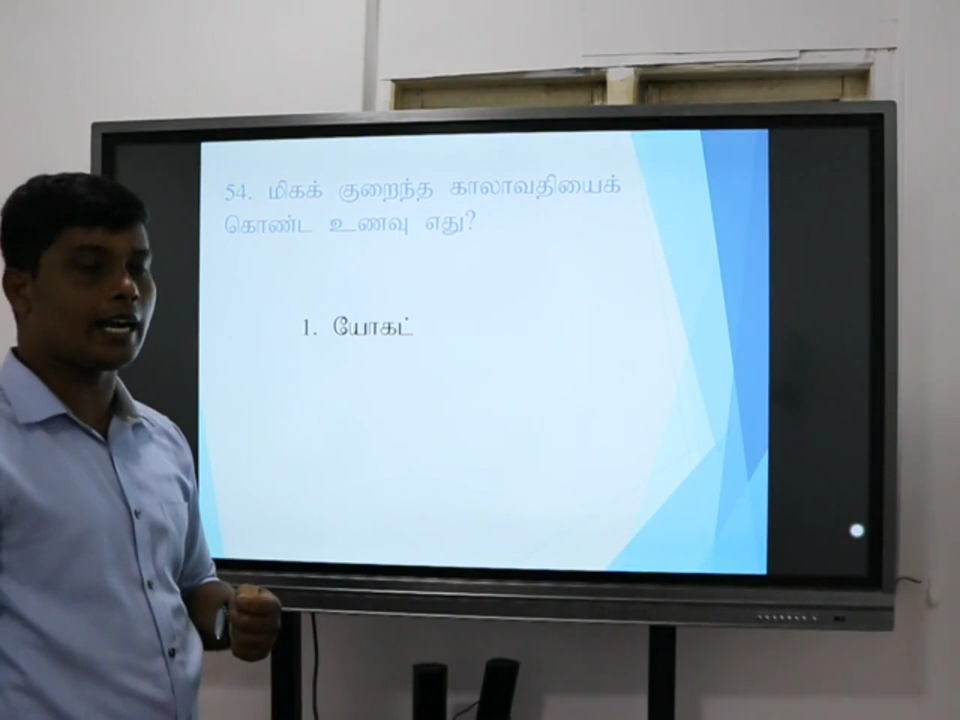 54. மிகக் குறைந்த காலாவதியைக்
கொண்ட உணவு எது?
1. யோகட்